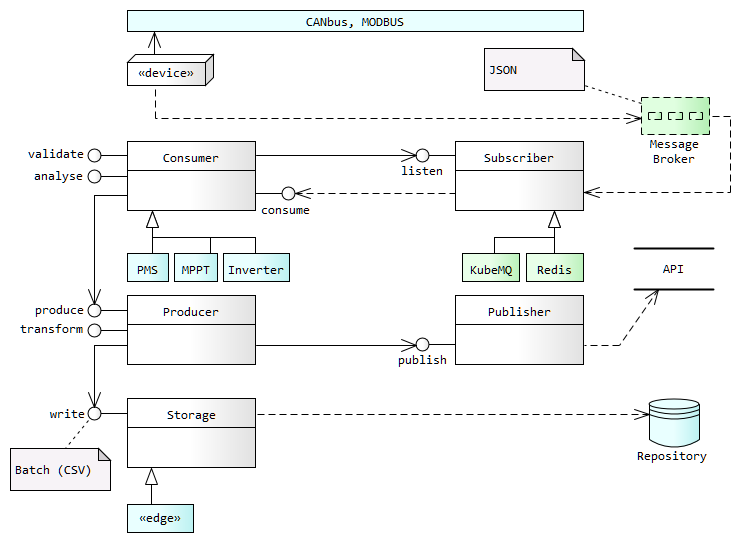 CANbus, MODBUS
«device»
JSON
Message
Broker
validate
analyse
Consumer
listen
Subscriber
consume
PMS
MPPT
Inverter
KubeMQ
Redis
API
produce
transform
Producer
publish
Publisher
write
Storage
Repository
Batch (CSV)
«edge»